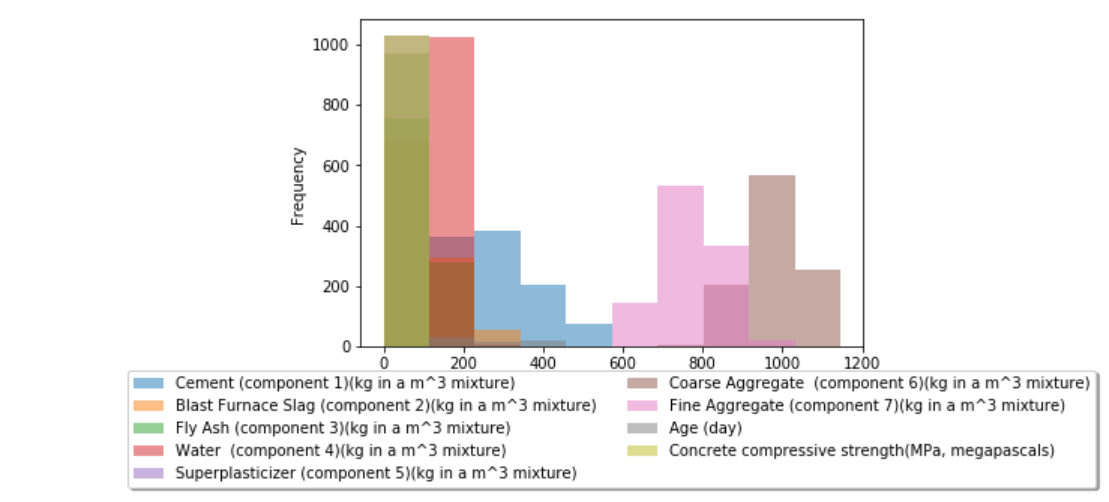 1000
800
600
400
200
0
Frequency
0 200 400 600 800 1000 1200
Cement (component 1)(kg in a m^3 mixture)
Blast Furnace Slag (component 2)(kg in a m^3 mixture)
Fly Ash (component 3)(kg in a m^3 mixture)
Water  (component 4)(kg in a m^3 mixture)
Superplasticizer (component 5)(kg in a m^3 mixture)
Coarse Aggregate  (component 6)(kg in a m^3 mixture)
Fine Aggregate (component 7)(kg in a m^3 mixture)
Age (day)
Concrete compressive strength(MPa, megapascals)